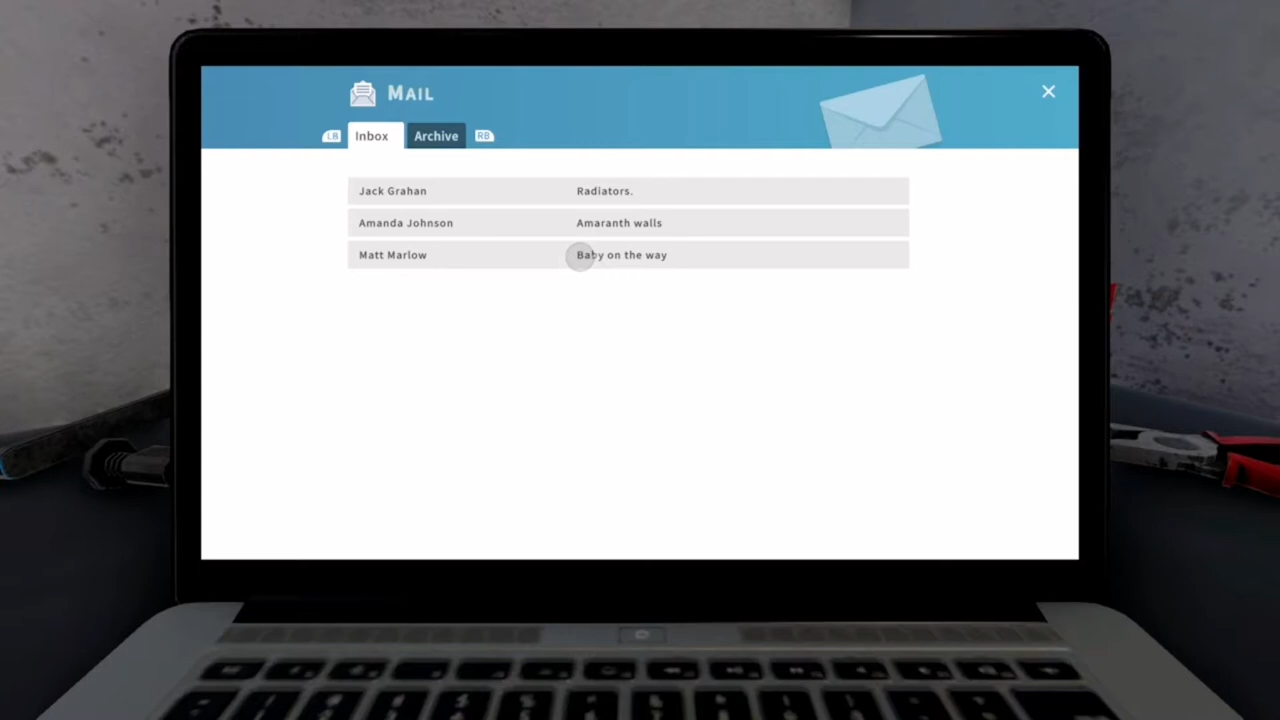 MAIL
LB Inbox Archive RB
Jack Grahan Radiators.
Amanda Johnson Amaranth walls
Matt Marlow Baby on the way